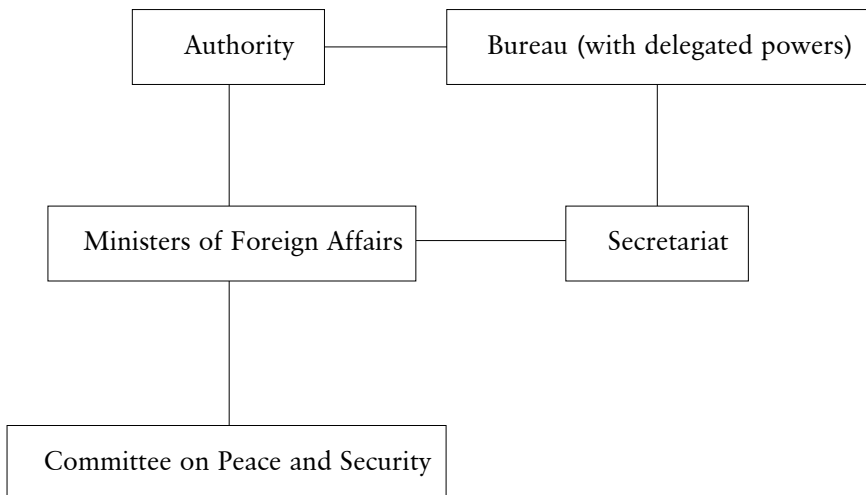 Authority
Bureau (with delegated powers)
Ministers of Foreign Affairs
Secretariat
Committee on Peace and Security